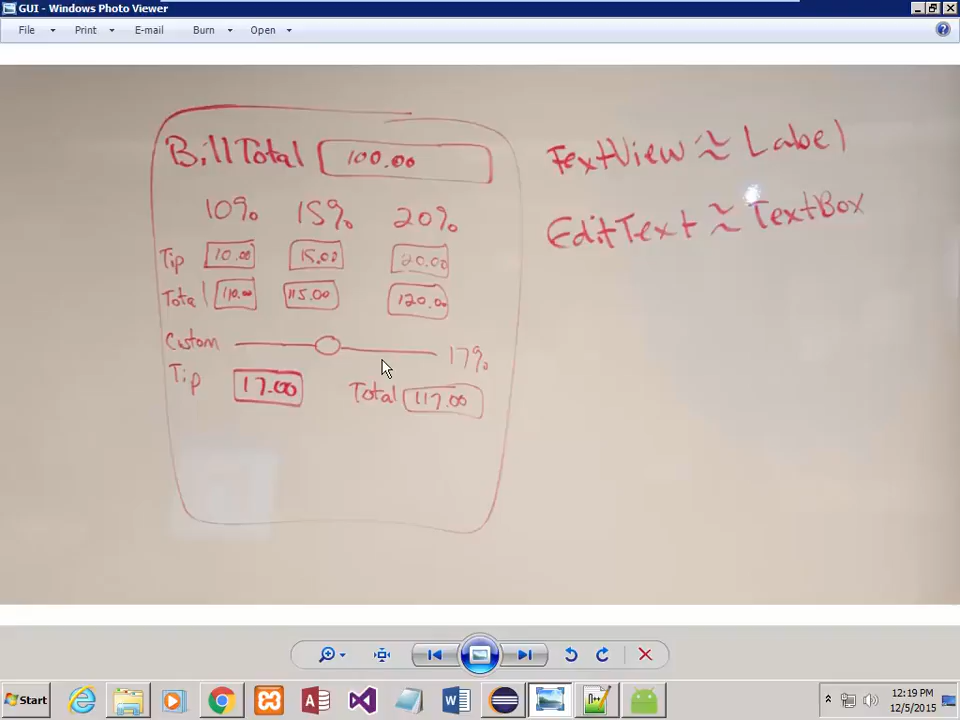 GUI - Windows Photo Viewer
File Print E-mail Burn Open
Bill Total 100.00
10% 15% 20%
Tip 10.00 15.00 20.00
Total 110.00 115.00 120.00
Custom 17%
Tip 17.00 Total 117.00
TextView ≈ Label
EditText ≈ TextBox
Start
12:19 PM
12/5/2015